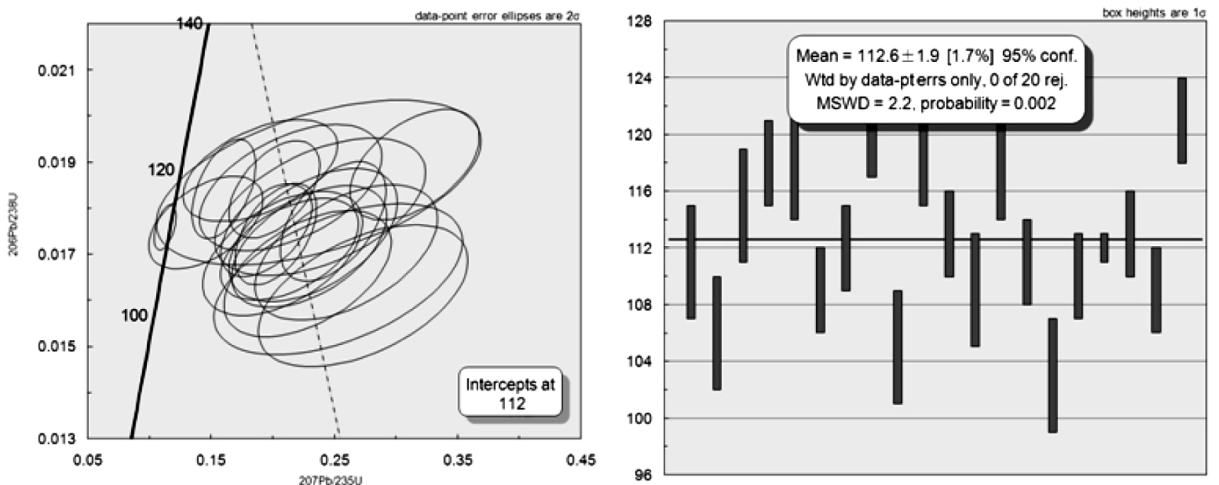 data-point error ellipses are 2σ
140
0.021
0.019
120
206Pb/238U
0.017
100
0.015
Intercepts at
112
0.013
0.05
0.15
0.25
0.35
0.45
207Pb/235U
box heights are 1σ
128
Mean = 112.6 ± 1.9 [1.7%] 95% conf.
Wtd by data-pt errs only, 0 of 20 rej.
MSWD = 2.2, probability = 0.002
124
120
116
112
108
104
100
96